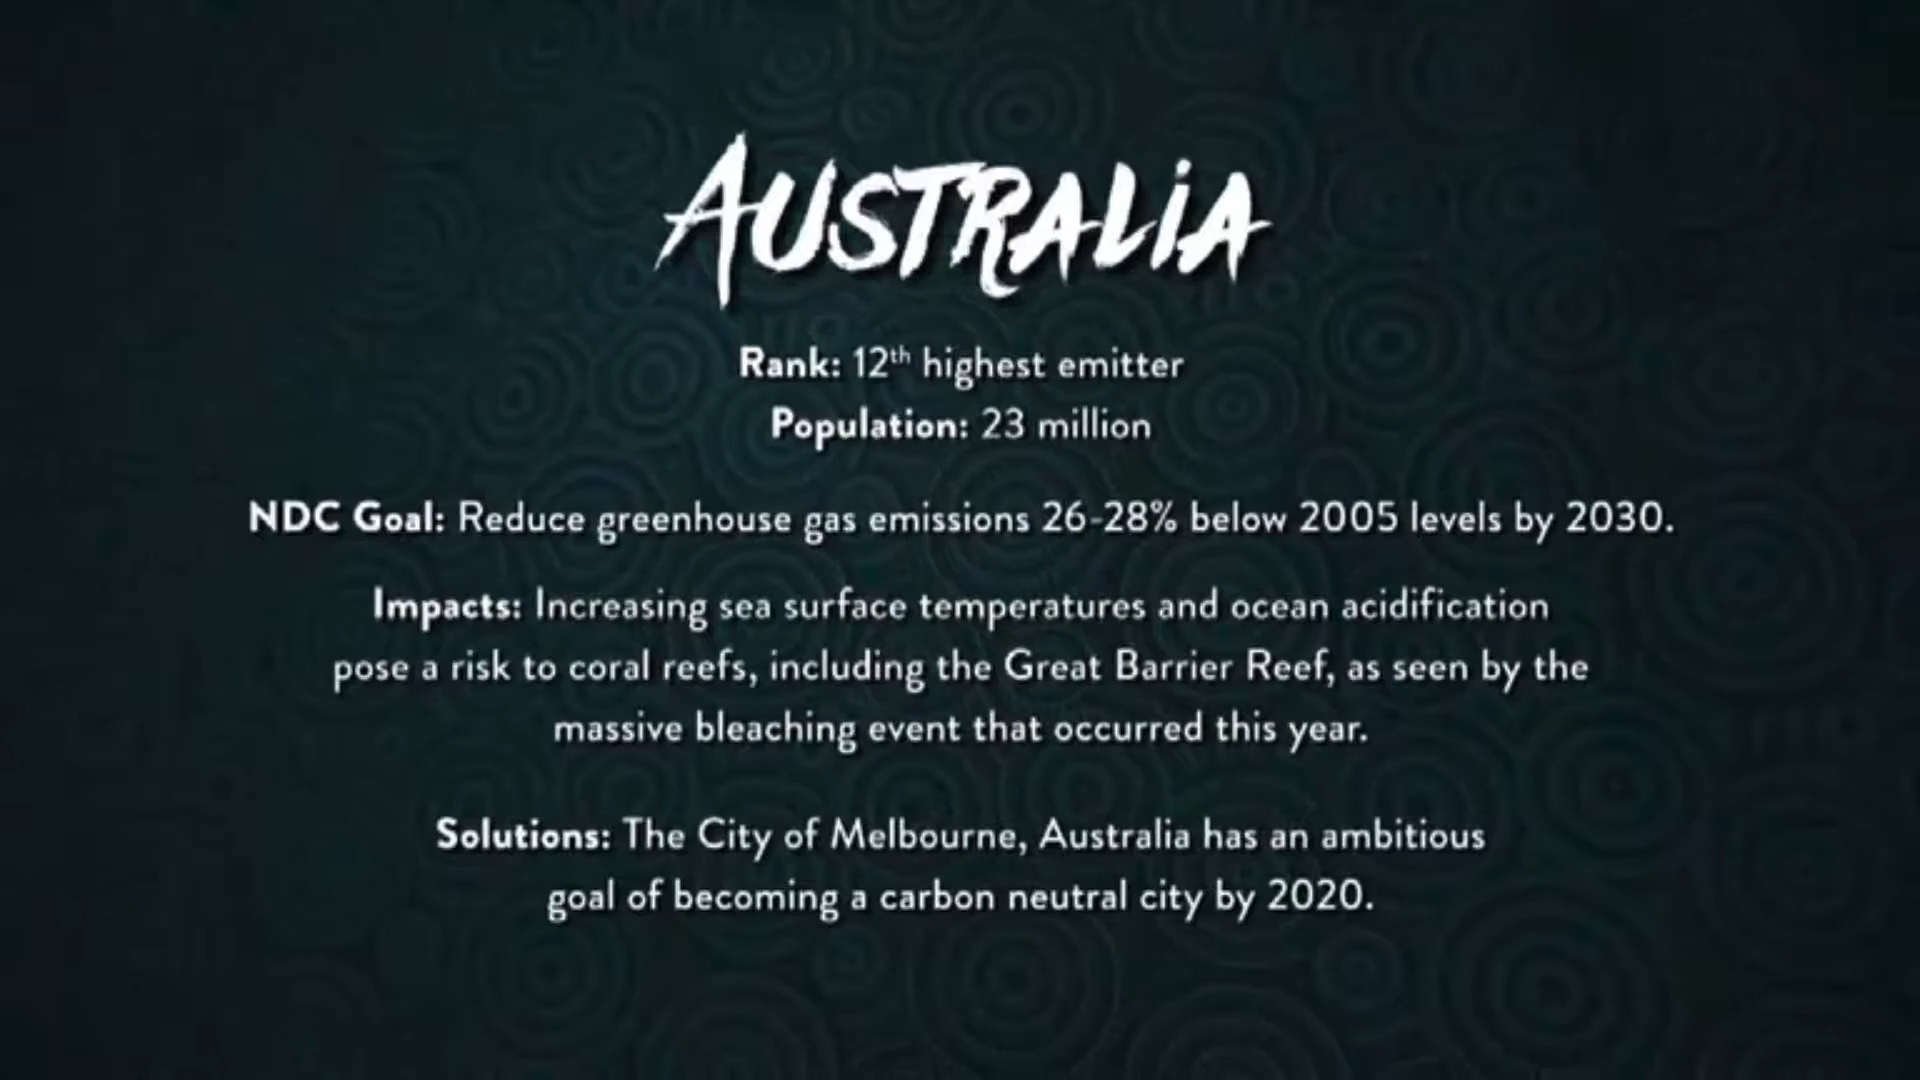 AUSTRALiA
Rank: 12th highest emitter
Population: 23 million
NDC Goal: Reduce greenhouse gas emissions 26-28% below 2005 levels by 2030.
Impacts: Increasing sea surface temperatures and ocean acidification
pose a risk to coral reefs, including the Great Barrier Reef, as seen by the
massive bleaching event that occurred this year.
Solutions: The City of Melbourne, Australia has an ambitious
goal of becoming a carbon neutral city by 2020.